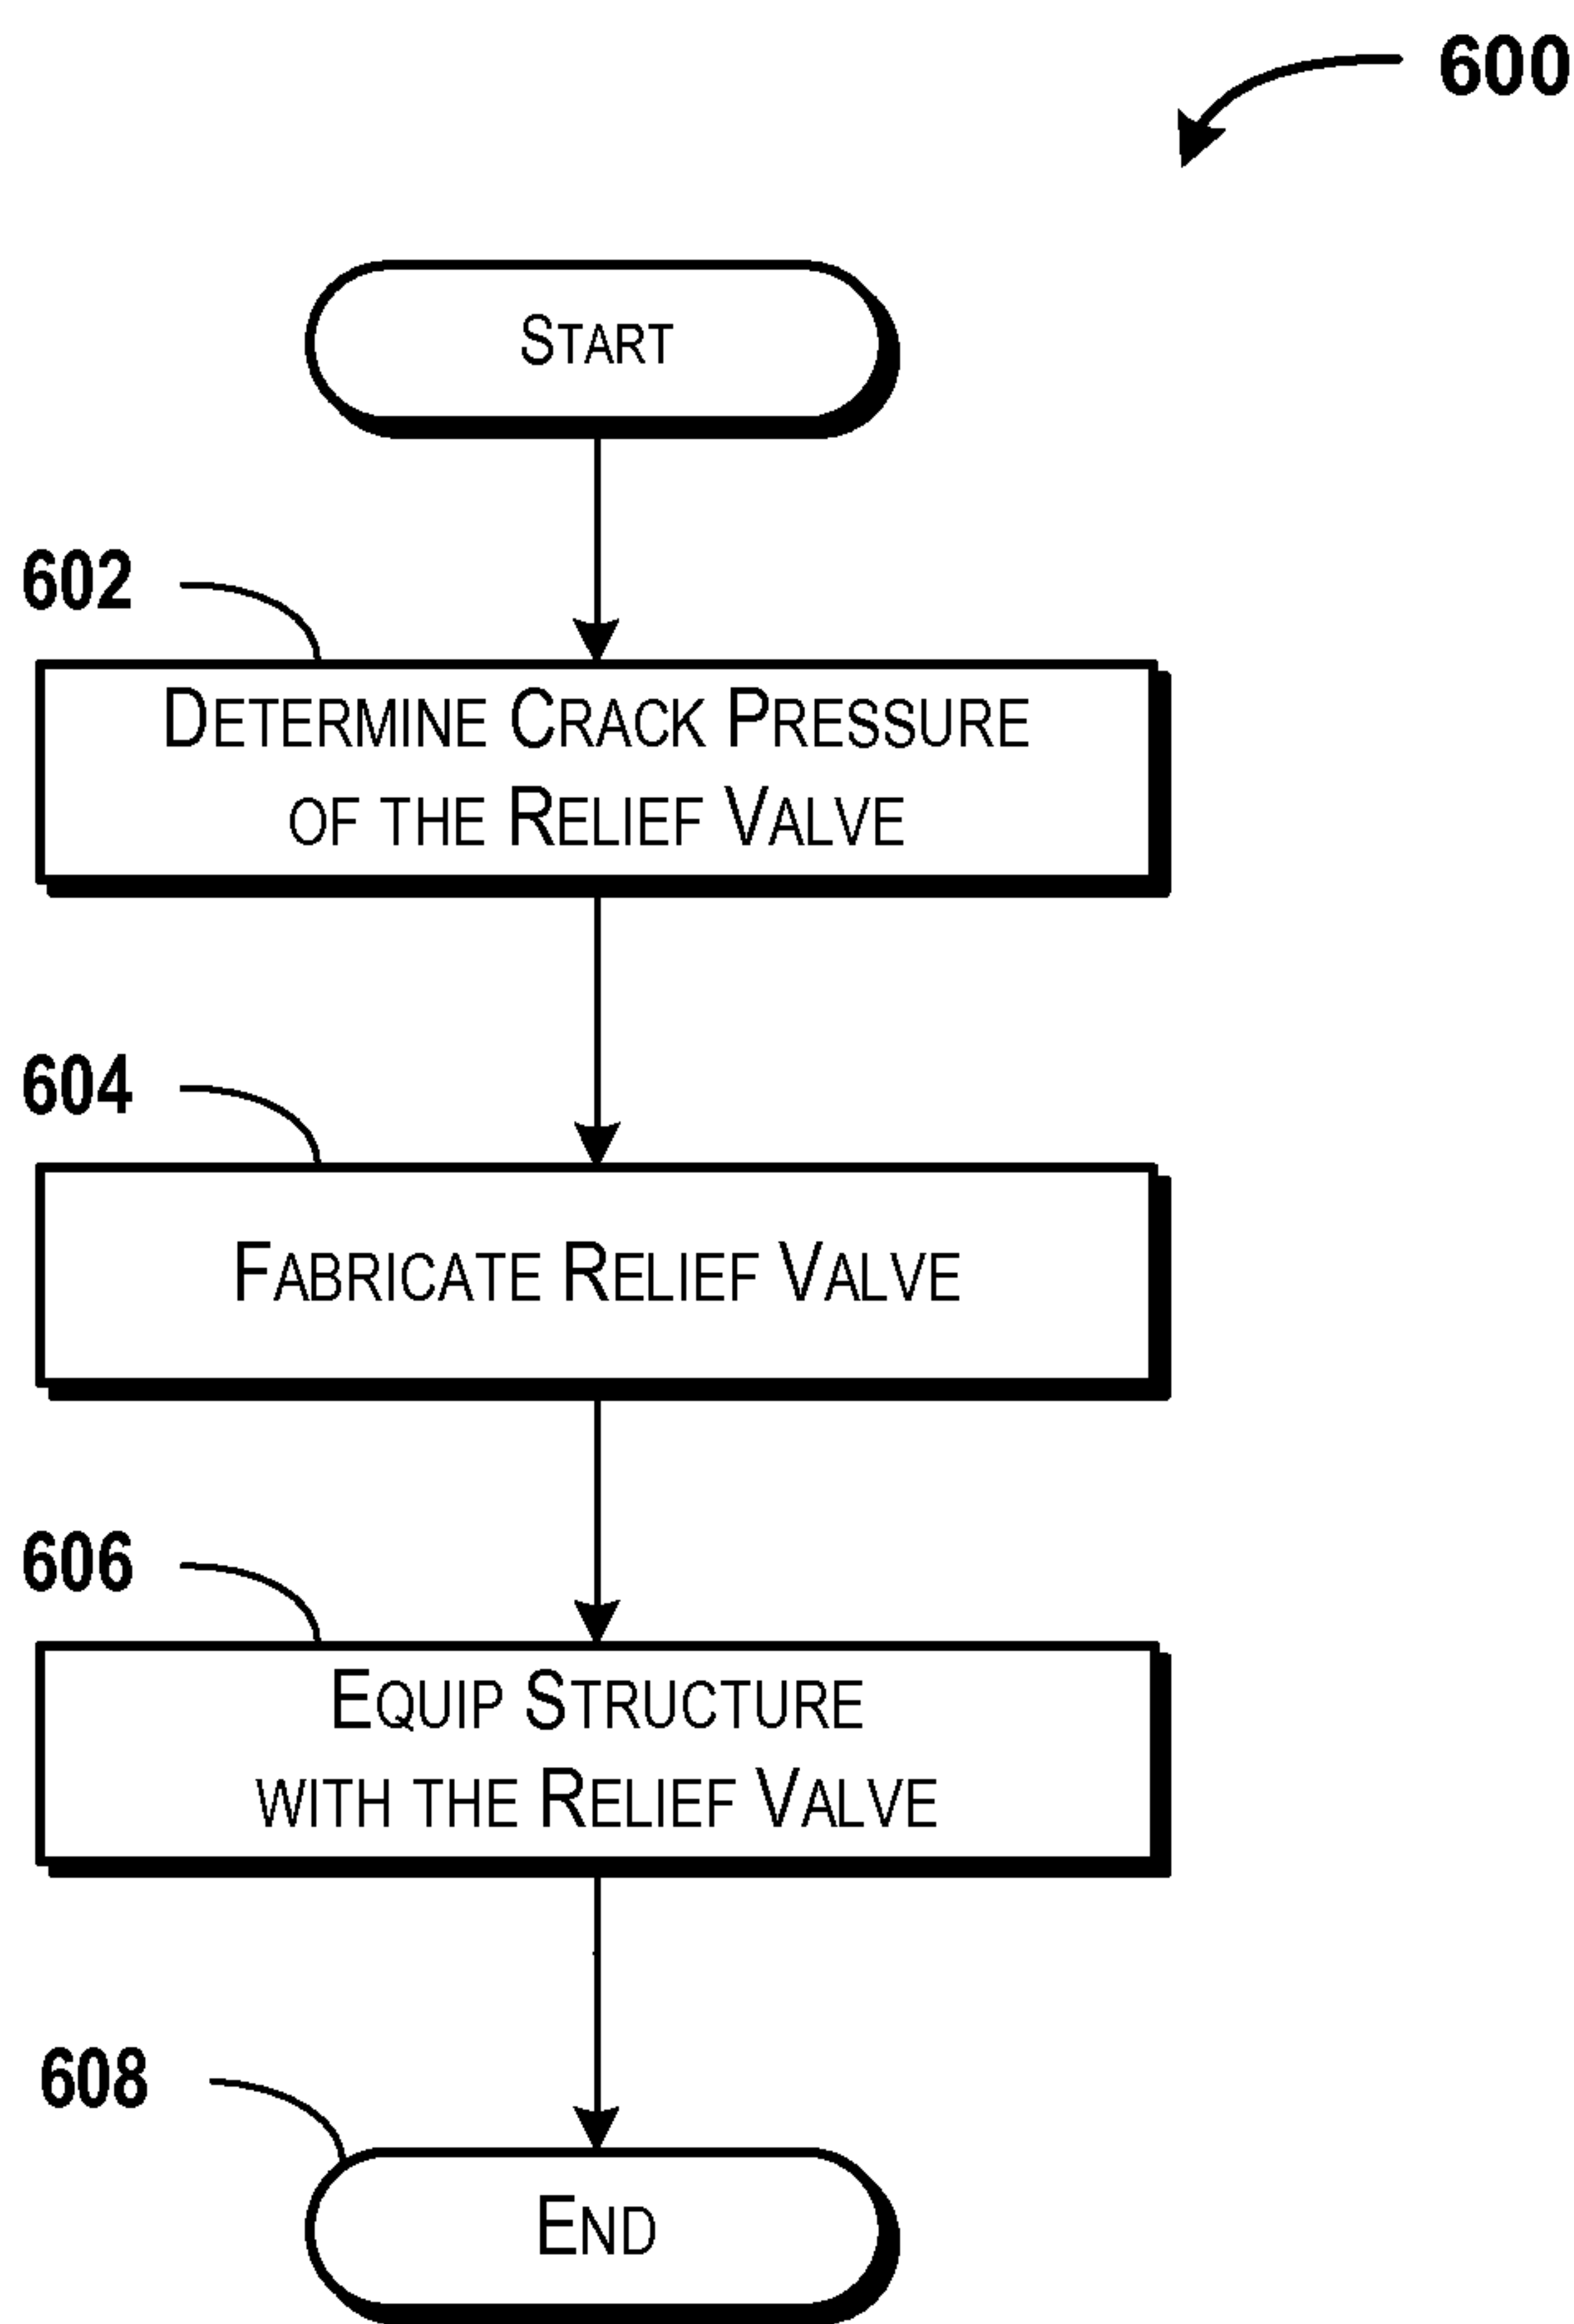 600
START
602
DETERMINE CRACK PRESSURE
OF THE RELIEF VALVE
604
FABRICATE RELIEF VALVE
606
EQUIP STRUCTURE
WITH THE RELIEF VALVE
608
END